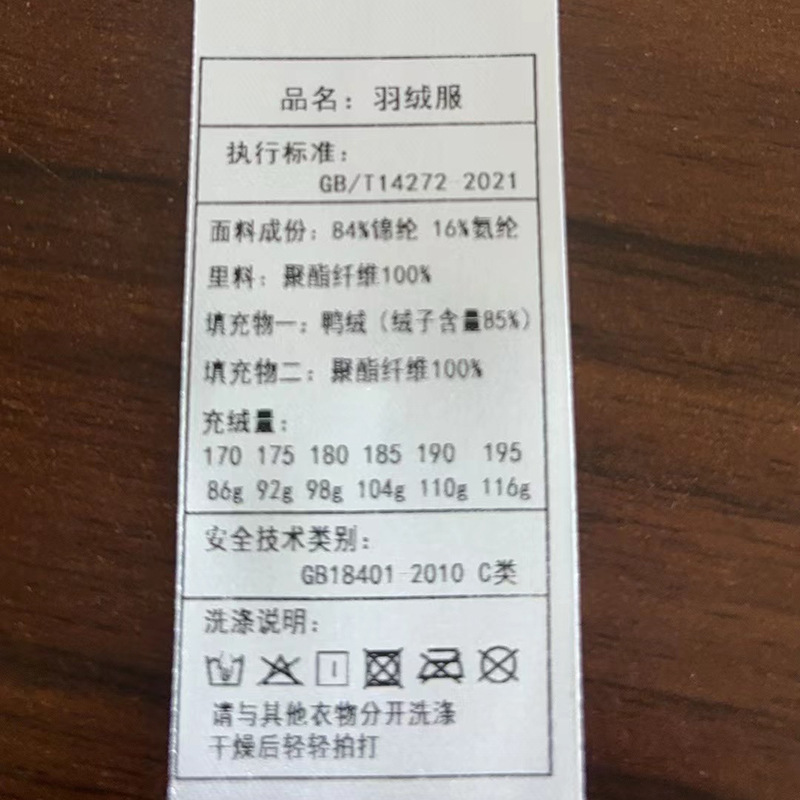 品名：羽绒服
执行标准：
GB/T14272-2021
面料成份：84%锦纶 16%氨纶
里料：聚酯纤维100%
填充物一：鸭绒（绒子含量85%）
填充物二：聚酯纤维100%
充绒量：
170 175 180 185 190 195
86g 92g 98g 104g 110g 116g
安全技术类别：
GB18401-2010 C类
洗涤说明：
请与其他衣物分开洗涤
干燥后轻轻拍打